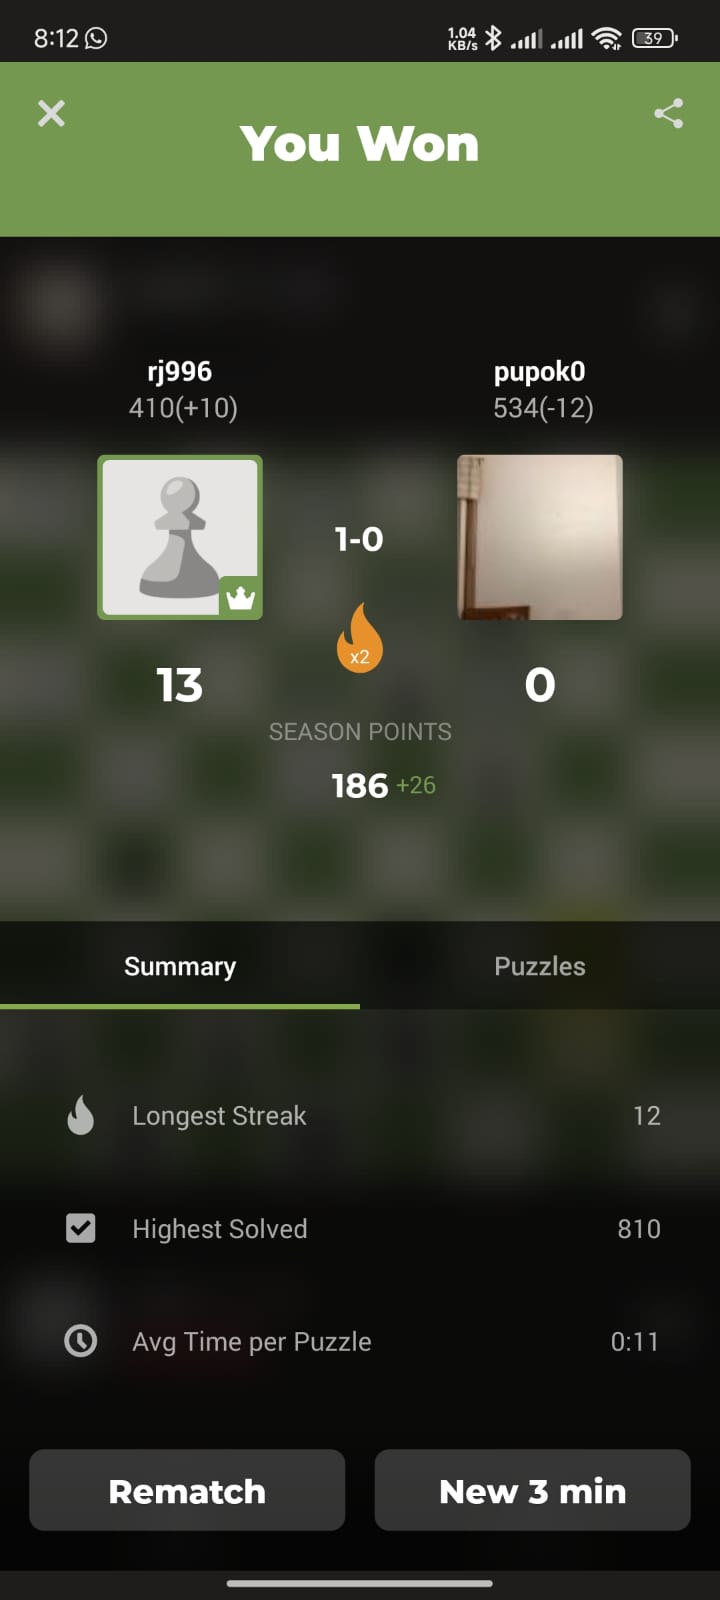 8:12
1.04
KB/s
39
You Won
rj996
410(+10)
pupok0
534(-12)
1-0
x2
13
0
SEASON POINTS
186 +26
Summary
Puzzles
Longest Streak 12
Highest Solved 810
Avg Time per Puzzle 0:11
Rematch
New 3 min